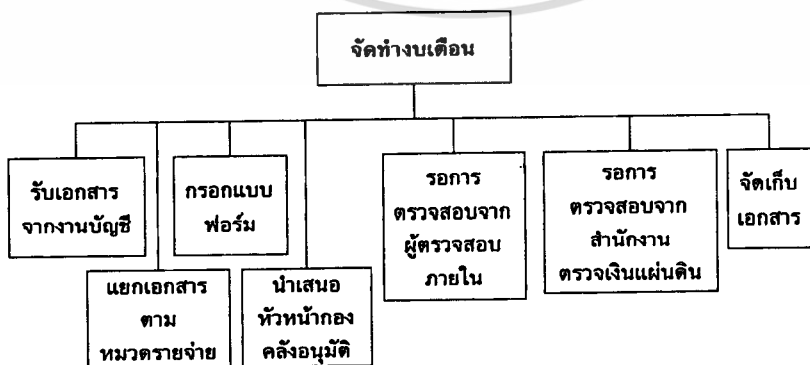 จัดทำงบเดือน
รับเอกสาร
จากงานบัญชี
แยกเอกสาร
ตาม
หมวดรายจ่าย
กรอกแบบ
ฟอร์ม
นำเสนอ
หัวหน้ากอง
คลังอนุมัติ
รอการ
ตรวจสอบจาก
ผู้ตรวจสอบ
ภายใน
รอการ
ตรวจสอบจาก
สำนักงาน
ตรวจเงินแผ่นดิน
จัดเก็บ
เอกสาร